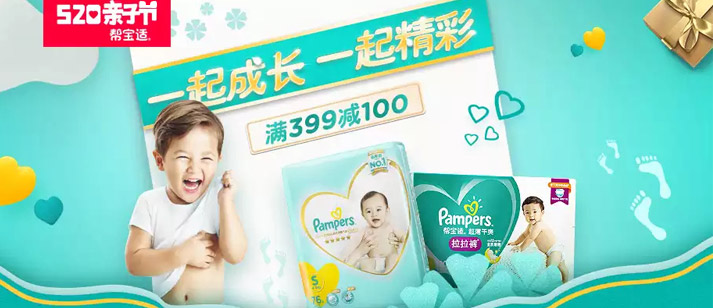 520亲子节
帮宝适
一起成长 一起精彩
满399减100
NO.1
Pampers
S
76
Pampers
帮宝适 超薄干爽
拉拉裤